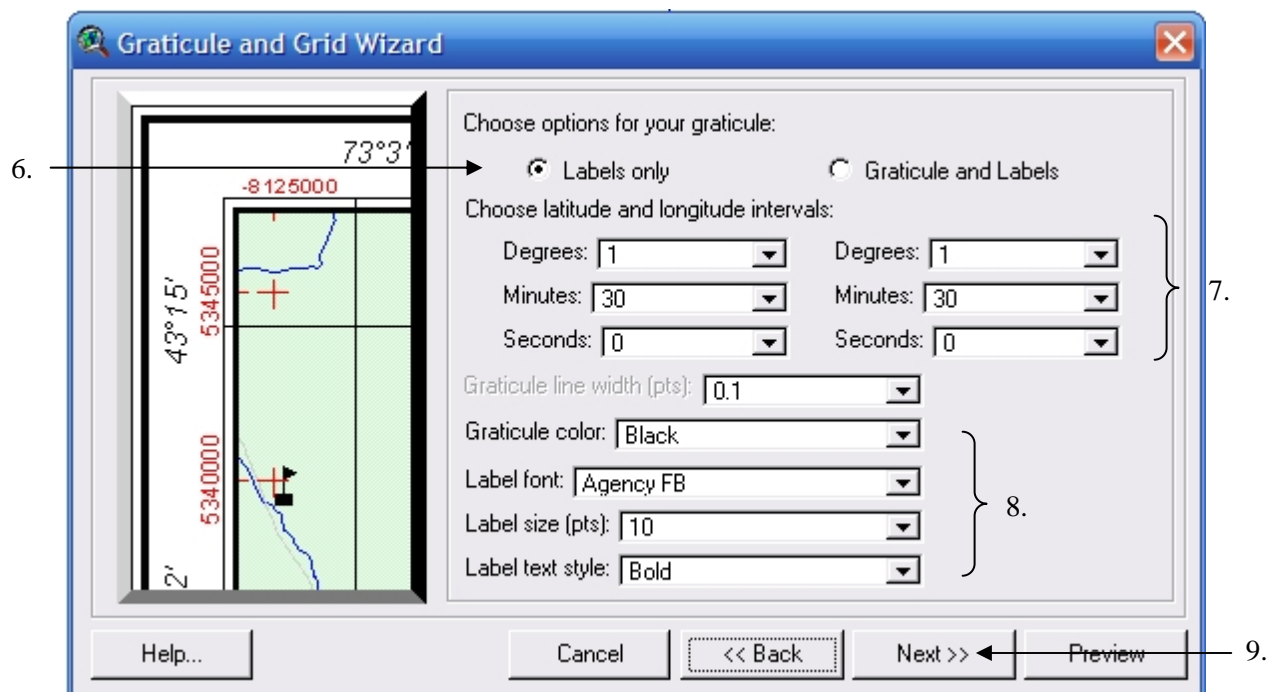 Graticule and Grid Wizard
Choose options for your graticule:
6.
Labels only
Graticule and Labels
Choose latitude and longitude intervals:
Degrees: 1
Degrees: 1
Minutes: 30
Minutes: 30
7.
Seconds: 0
Seconds: 0
Graticule line width (pts): 0.1
Graticule color: Black
Label font: Agency FB
8.
Label size (pts): 10
Label text style: Bold
73°3'
-8125000
43°15'
5345000
5340000
2'
Help...
Cancel
<< Back
Next >>
Preview
9.